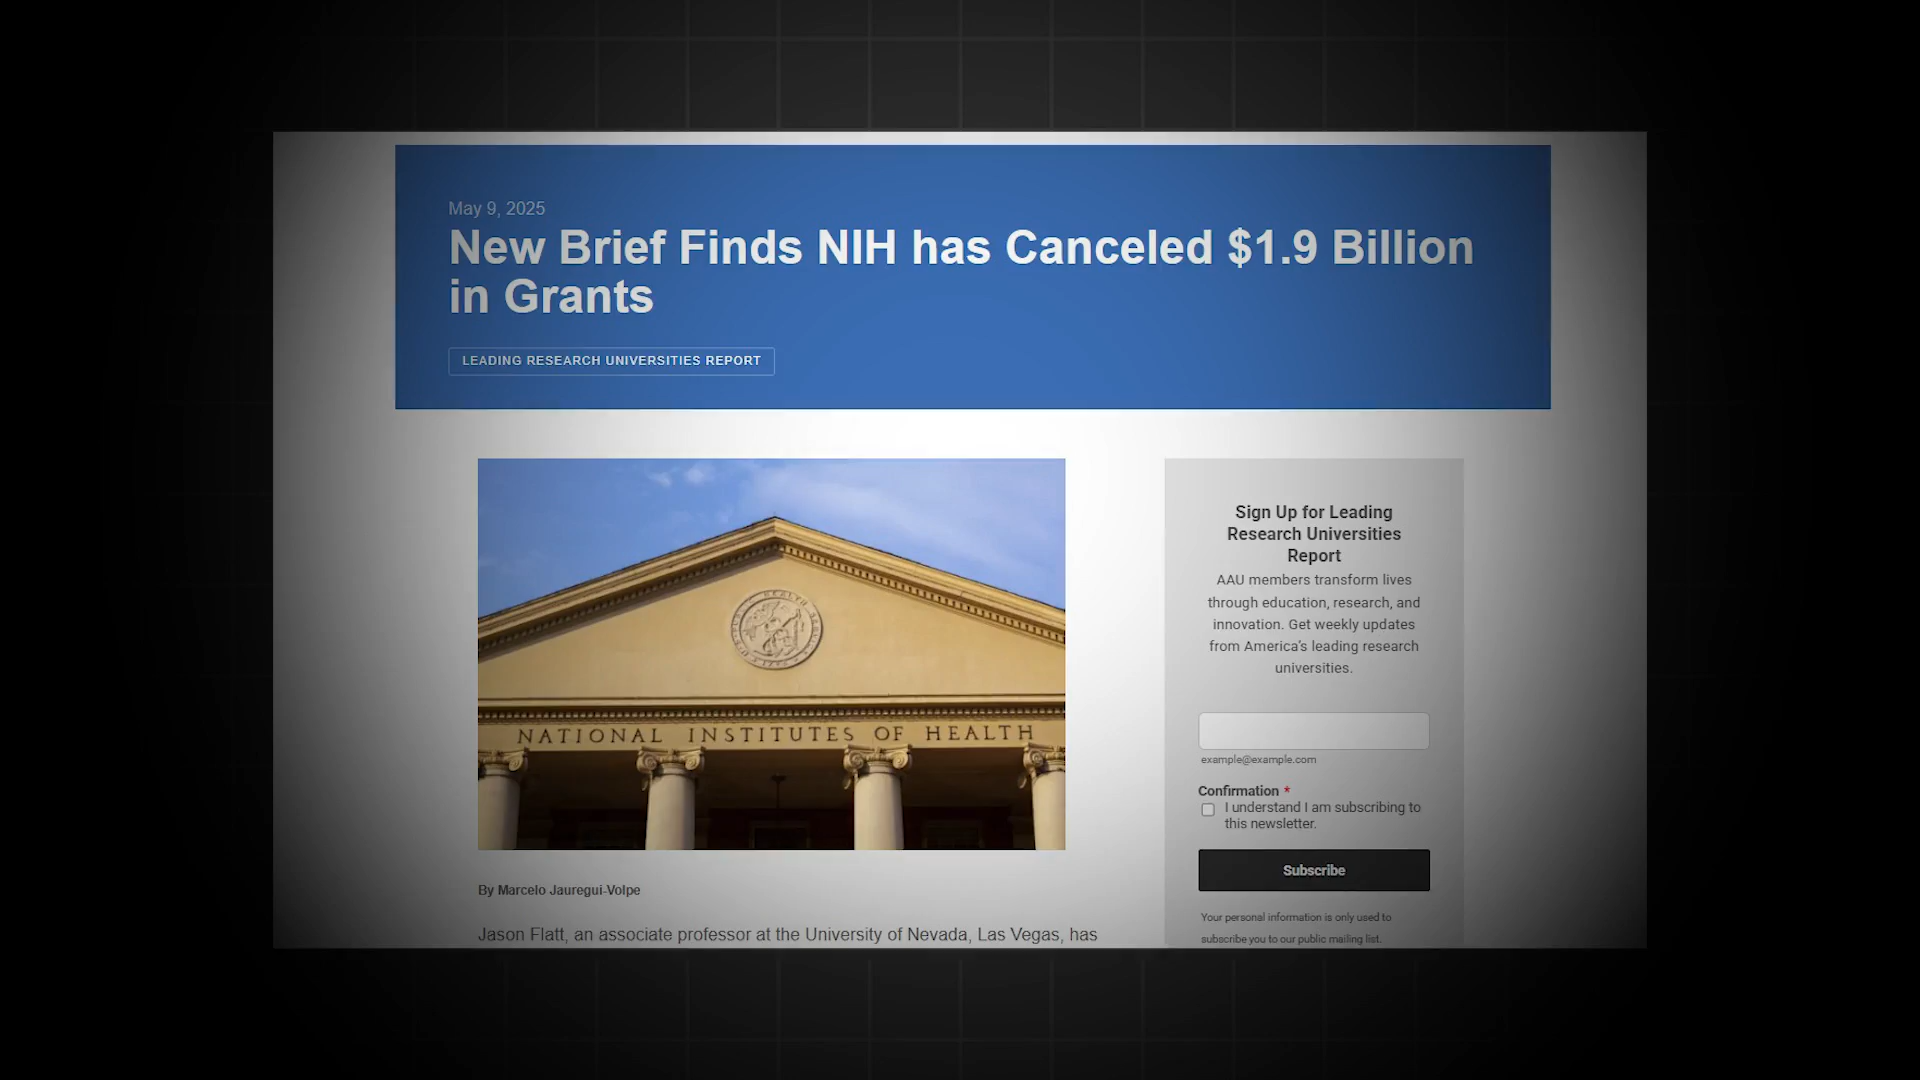 May 9, 2025
New Brief Finds NIH has Canceled $1.9 Billion
in Grants
LEADING RESEARCH UNIVERSITIES REPORT
NATIONAL INSTITUTES OF HEALTH
By Marcelo Jauregui-Volpe
Jason Flatt, an associate professor at the University of Nevada, Las Vegas, has
Sign Up for Leading
Research Universities
Report
AAU members transform lives
through education, research, and
innovation. Get weekly updates
from America's leading research
universities.
example@example.com
Confirmation *
I understand I am subscribing to
this newsletter.
Subscribe
Your personal information is only used to
subscribe you to our public mailing list.